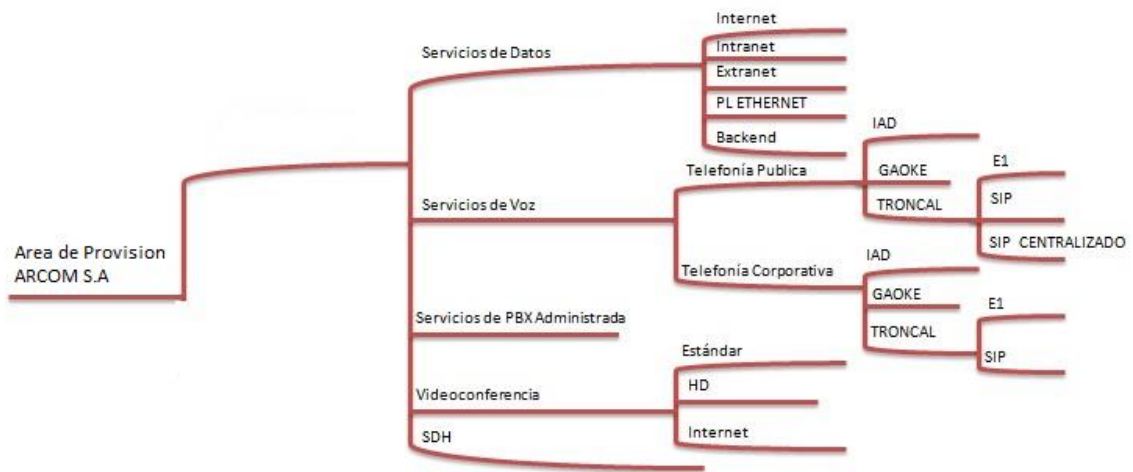 Area de Provision
ARCOM S.A
Servicios de Datos
Internet
Intranet
Extranet
PL ETHERNET
Backend
Servicios de Voz
Telefonía Publica
IAD
GAOKE
TRONCAL
E1
SIP
SIP CENTRALIZADO
Telefonía Corporativa
IAD
GAOKE
TRONCAL
E1
SIP
Servicios de PBX Administrada
Videoconferencia
Estándar
HD
Internet
SDH